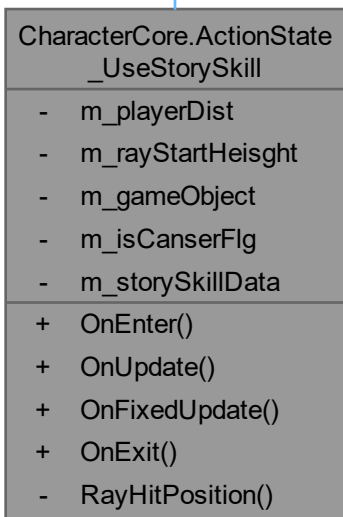 CharacterCore.ActionState
_UseStorySkill
- m_playerDist
- m_rayStartHeisght
- m_gameObject
- m_isCanserFlg
- m_storySkillData
+ OnEnter()
+ OnUpdate()
+ OnFixedUpdate()
+ OnExit()
- RayHitPosition()